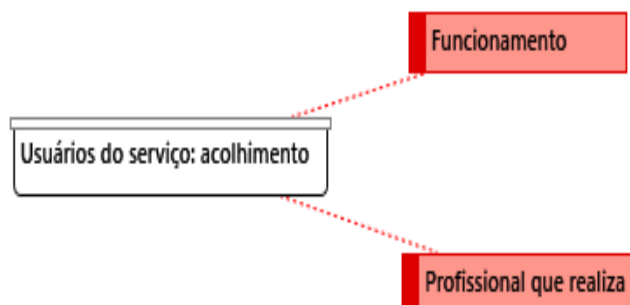 Funcionamento
Usuários do serviço: acolhimento
Profissional que realiza